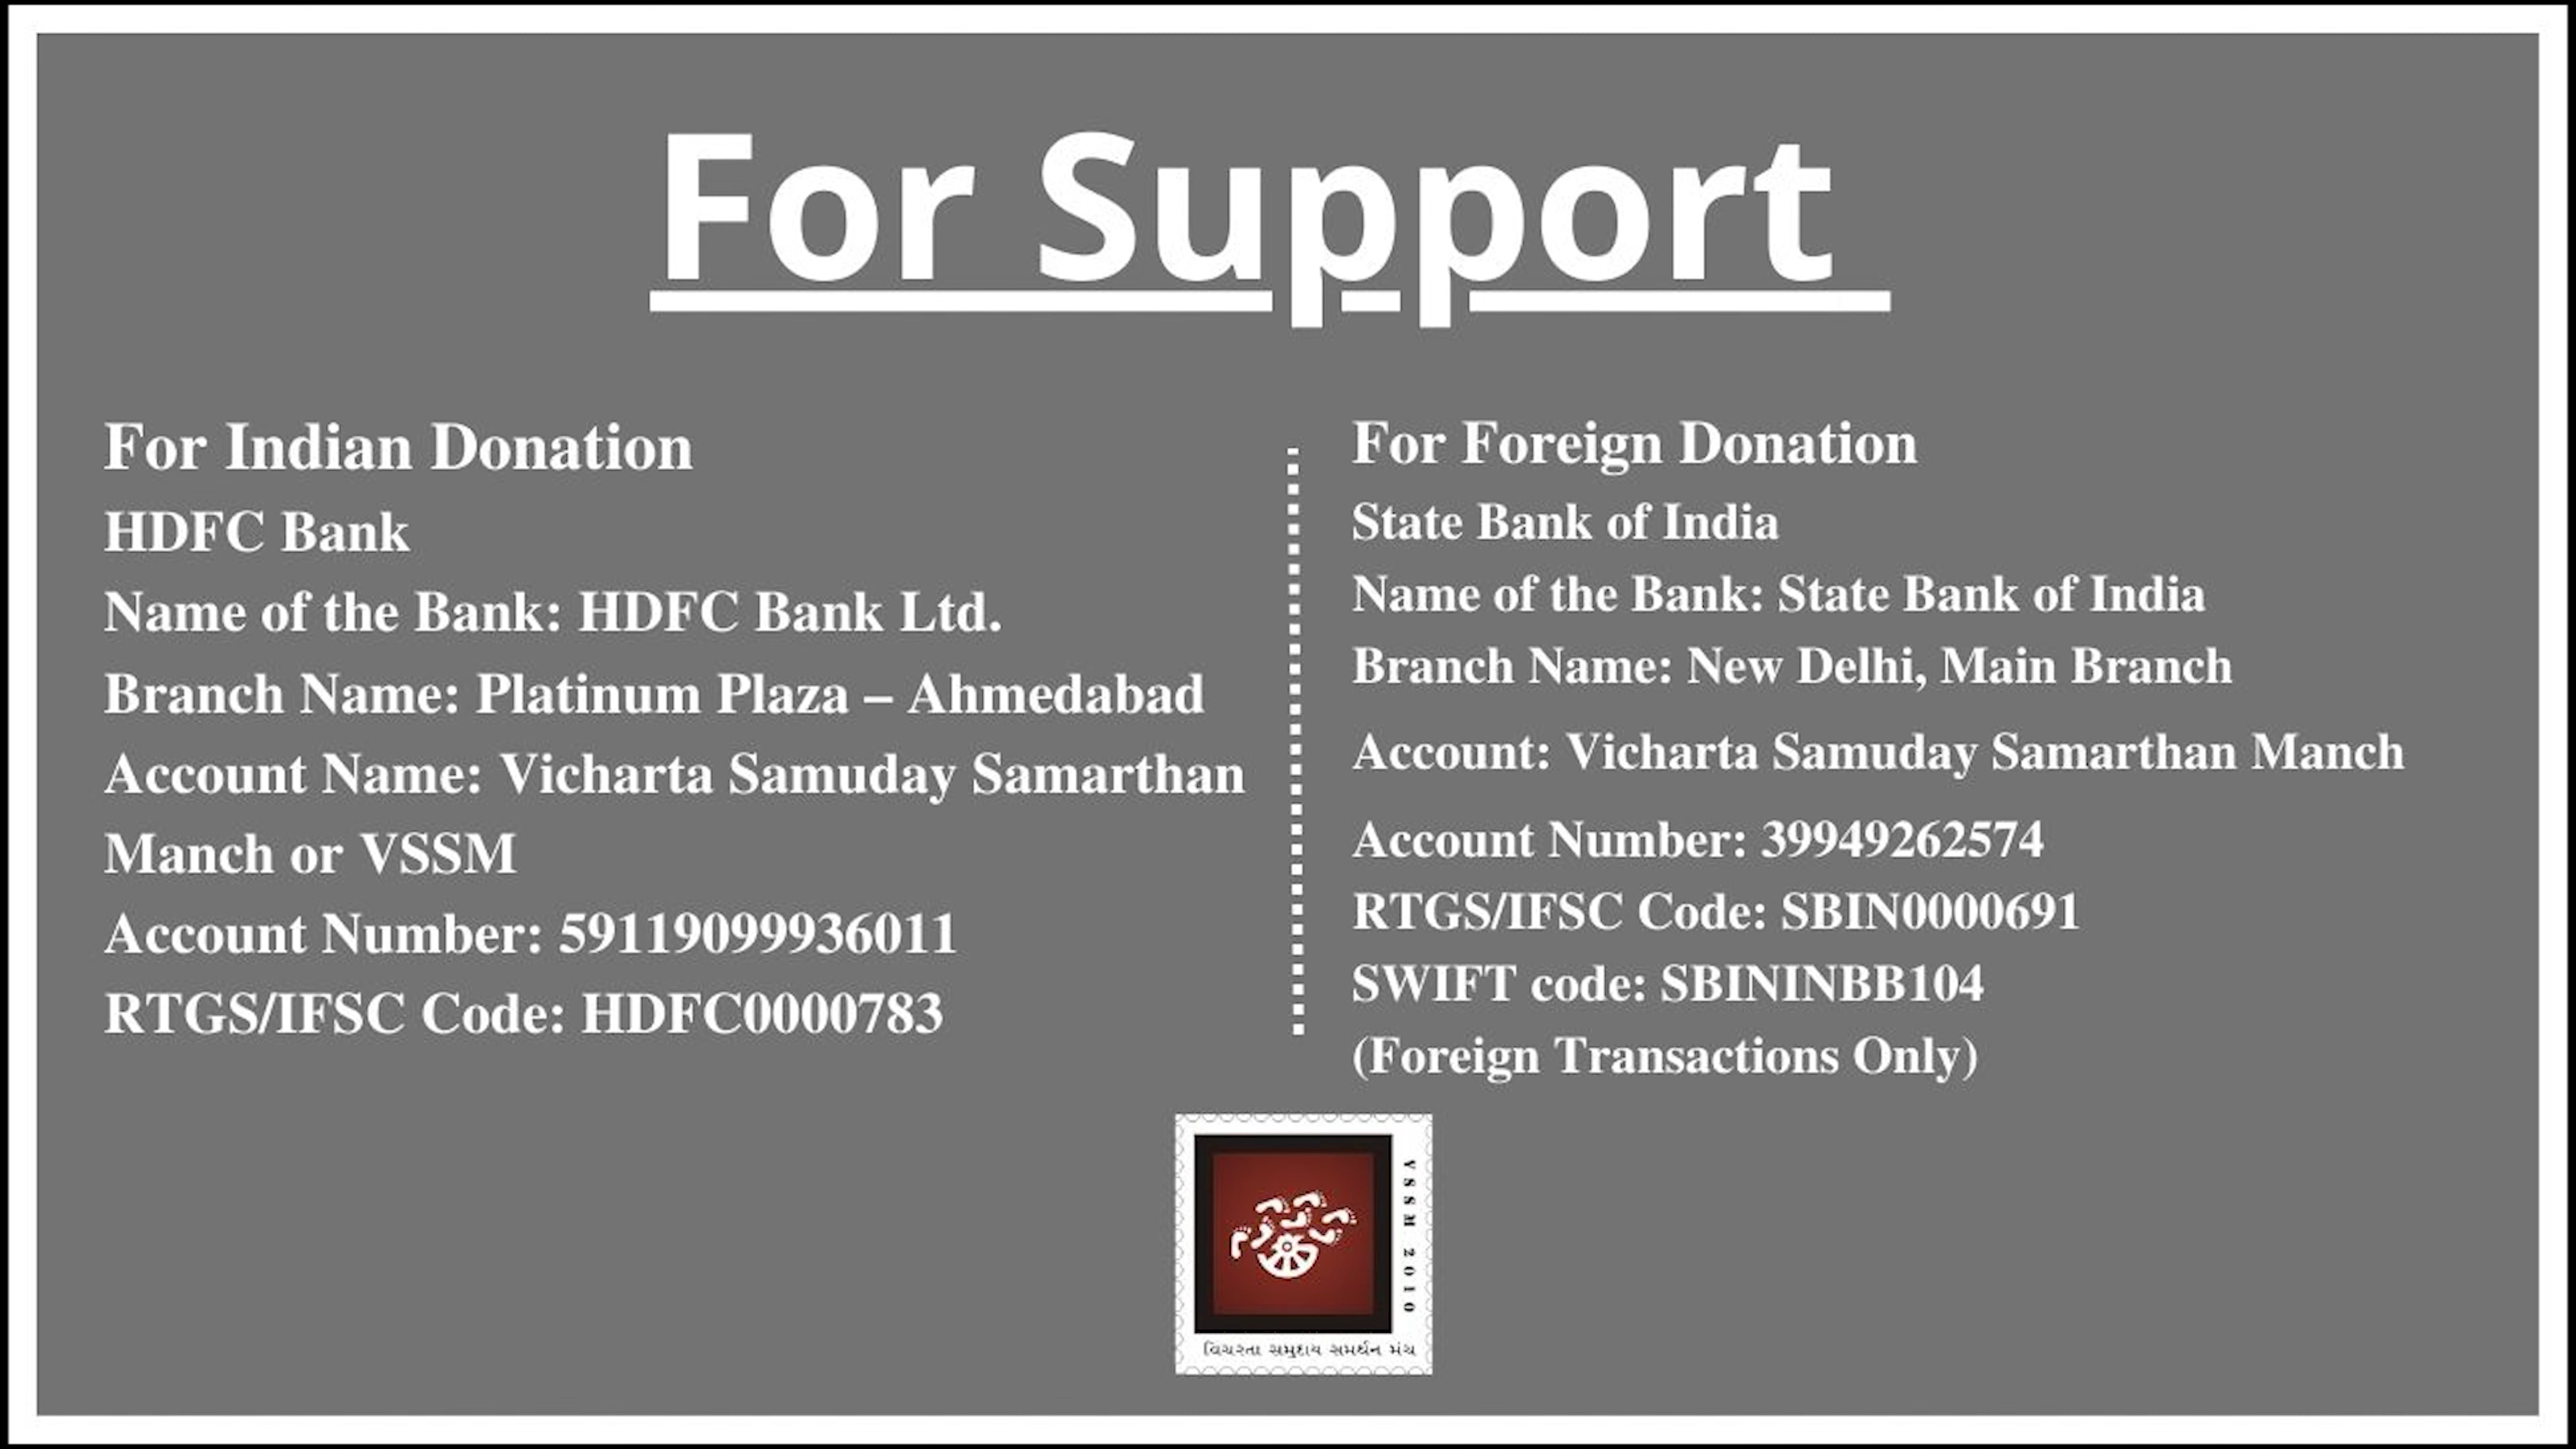 For Support
For Indian Donation
HDFC Bank
Name of the Bank: HDFC Bank Ltd.
Branch Name: Platinum Plaza – Ahmedabad
Account Name: Vicharta Samuday Samarthan
Manch or VSSM
Account Number: 59119099936011
RTGS/IFSC Code: HDFC0000783
For Foreign Donation
State Bank of India
Name of the Bank: State Bank of India
Branch Name: New Delhi, Main Branch
Account: Vicharta Samuday Samarthan Manch
Account Number: 39949262574
RTGS/IFSC Code: SBIN0000691
SWIFT code: SBININBB104
(Foreign Transactions Only)
VSSM 2010
વિચરતા સમુદાય સમર્થન મંચ